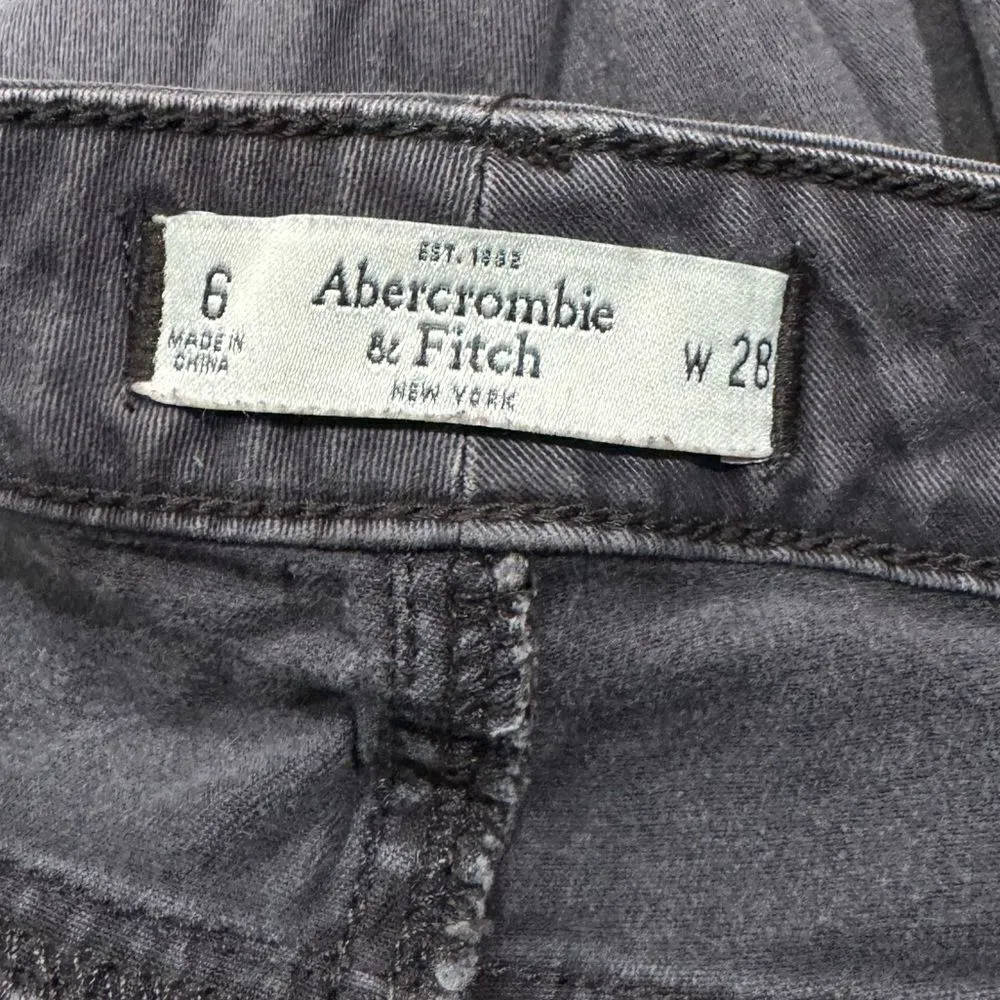 6
MADE IN
CHINA
EST. 1892
Abercrombie
& Fitch
NEW YORK
W 28